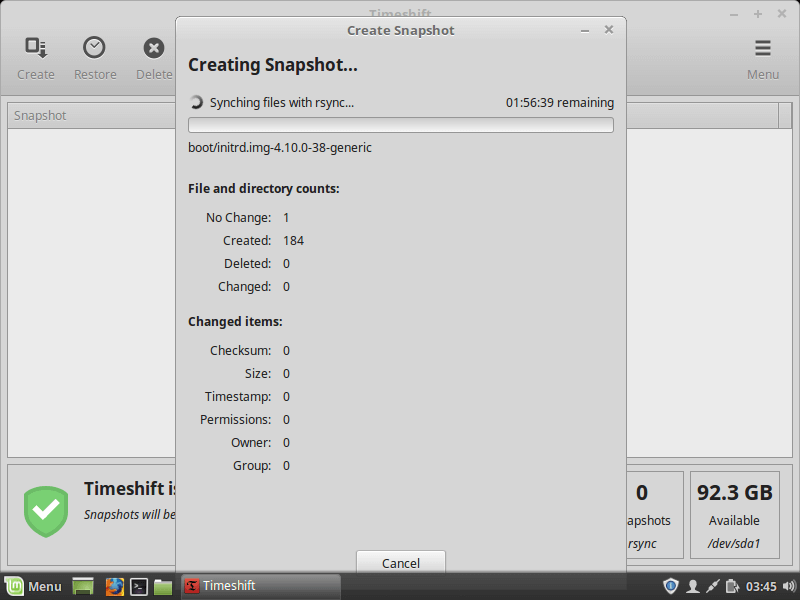 Timeshift
Create Snapshot
Create
Restore
Delete
Menu
Creating Snapshot...
Snapshot
Synching files with rsync...
01:56:39 remaining
boot/initrd.img-4.10.0-38-generic
File and directory counts:
No Change: 1
Created: 184
Deleted: 0
Changed: 0
Changed items:
Checksum: 0
Size: 0
Timestamp: 0
Permissions: 0
Owner: 0
Group: 0
Timeshift is
Snapshots will be
0
apshots
rsync
92.3 GB
Available
/dev/sda1
Cancel
Menu
Timeshift
03:45